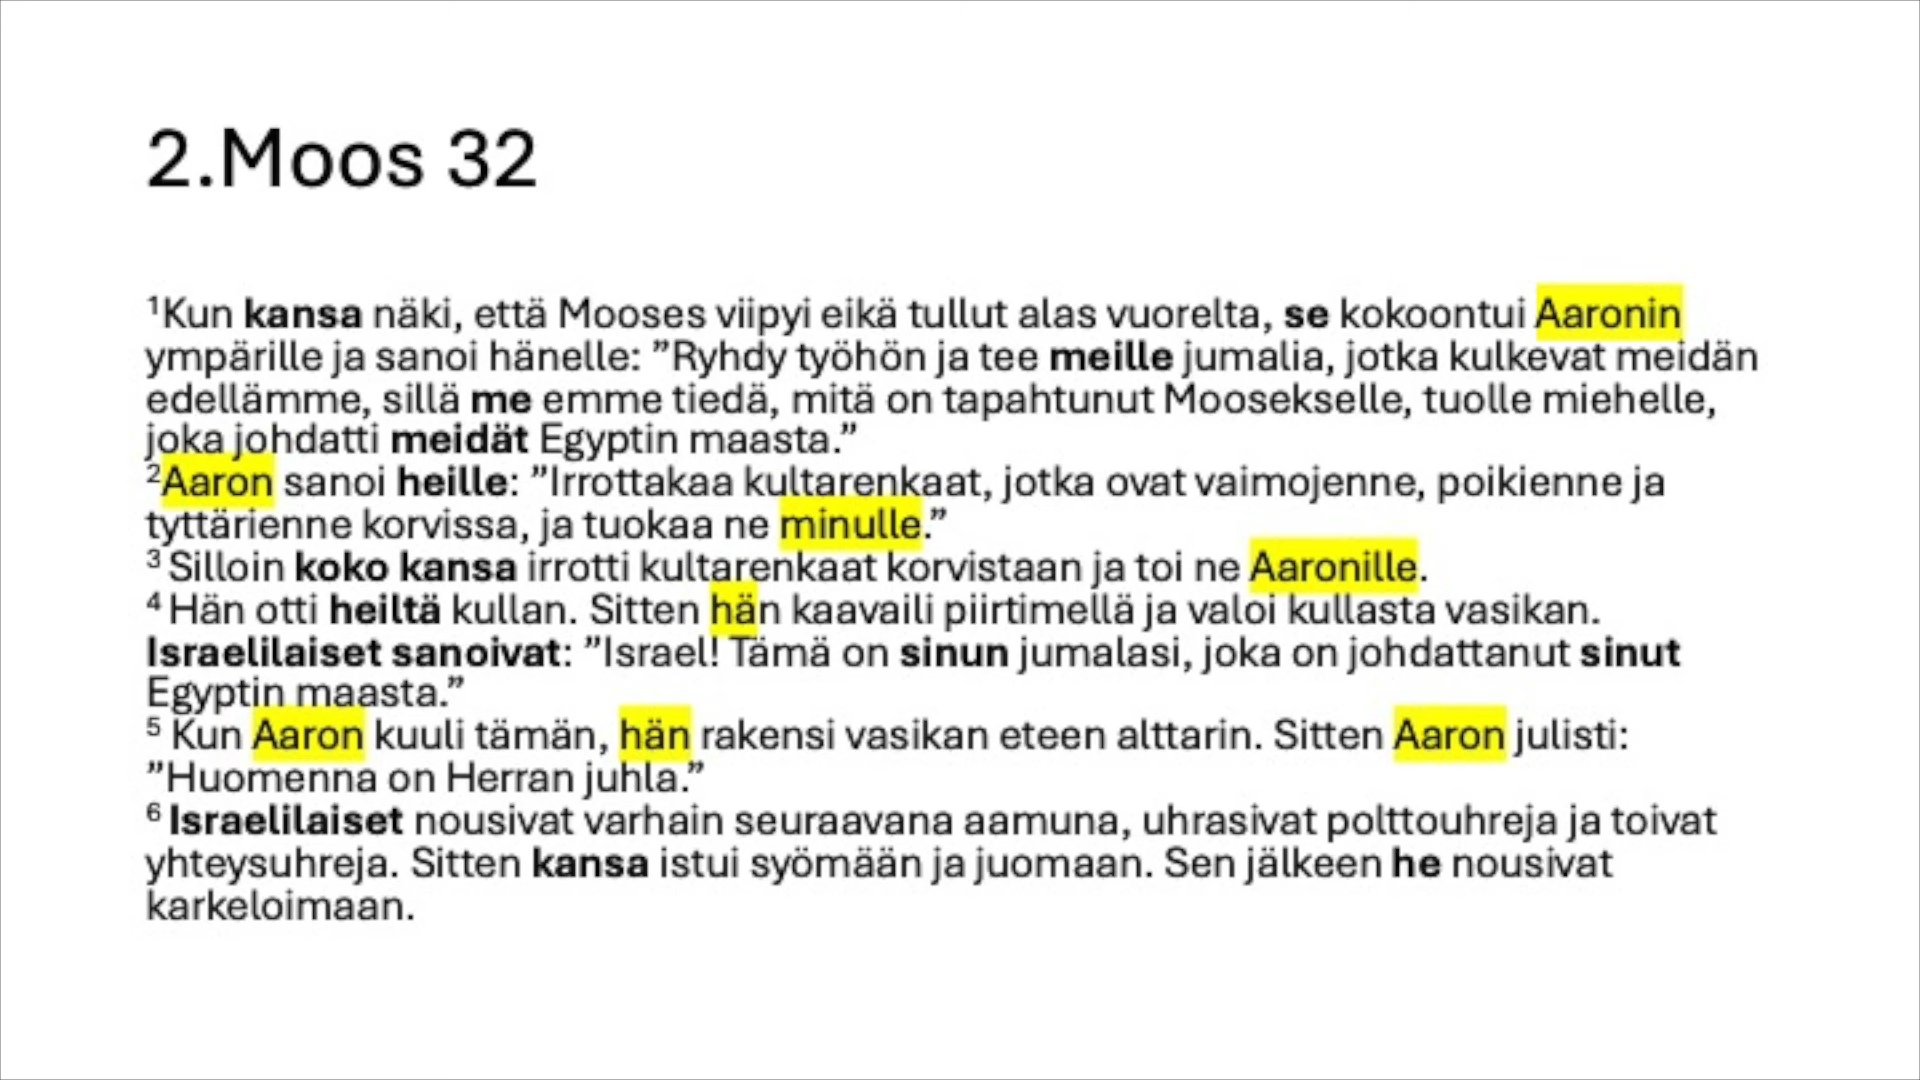 2.Moos 32
¹Kun kansa näki, että Mooses viipyi eikä tullut alas vuorelta, se kokoontui Aaronin
ympärille ja sanoi hänelle: ”Ryhdy työhön ja tee meille jumalia, jotka kulkevat meidän
edellämme, sillä me emme tiedä, mitä on tapahtunut Moosekselle, tuolle miehelle,
joka johdatti meidät Egyptin maasta.”
²Aaron sanoi heille: ”Irrottakaa kultarenkaat, jotka ovat vaimojenne, poikienne ja
tyttärienne korvissa, ja tuokaa ne minulle.”
³ Silloin koko kansa irrotti kultarenkaat korvistaan ja toi ne Aaronille.
⁴ Hän otti heiltä kullan. Sitten hän kaavaili piirtimellä ja valoi kullasta vasikan.
Israelilaiset sanoivat: ”Israel! Tämä on sinun jumalasi, joka on johdattanut sinut
Egyptin maasta.”
⁵ Kun Aaron kuuli tämän, hän rakensi vasikan eteen alttarin. Sitten Aaron julisti:
”Huomenna on Herran juhla.”
⁶ Israelilaiset nousivat varhain seuraavana aamuna, uhrasivat polttouhreja ja toivat
yhteysuhreja. Sitten kansa istui syömään ja juomaan. Sen jälkeen he nousivat
karkeloimaan.